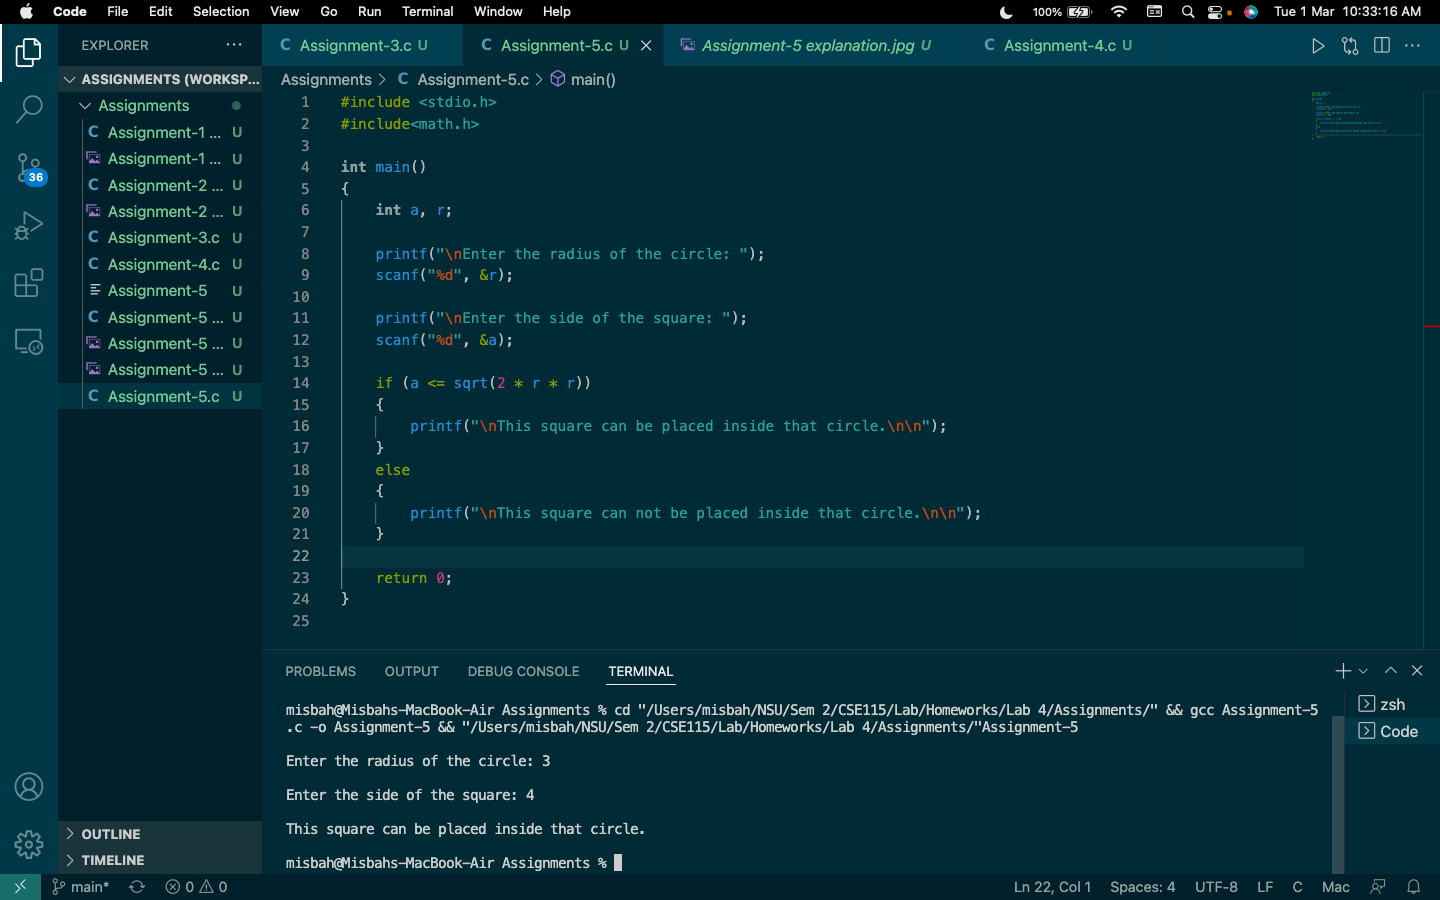 Code File Edit Selection View Go Run Terminal Window Help 100% Tue 1 Mar 10:33:16 AM
EXPLORER
ASSIGNMENTS (WORKSP...
Assignments
Assignment-1 ... U
Assignment-1 ... U
Assignment-2 ... U
Assignment-2 ... U
Assignment-3.c U
Assignment-4.c U
Assignment-5 U
Assignment-5 ... U
Assignment-5 ... U
Assignment-5 ... U
Assignment-5.c U
36
OUTLINE
TIMELINE
C Assignment-3.c U C Assignment-5.c U Assignment-5 explanation.jpg U C Assignment-4.c U
Assignments > C Assignment-5.c > main()
1 #include <stdio.h>
2 #include<math.h>
3
4 int main()
5 {
6 int a, r;
7
8 printf("\nEnter the radius of the circle: ");
9 scanf("%d", &r);
10
11 printf("\nEnter the side of the square: ");
12 scanf("%d", &a);
13
14 if (a <= sqrt(2 * r * r))
15 {
16 printf("\nThis square can be placed inside that circle.\n\n");
17 }
18 else
19 {
20 printf("\nThis square can not be placed inside that circle.\n\n");
21 }
22
23 return 0;
24 }
25
PROBLEMS OUTPUT DEBUG CONSOLE TERMINAL
misbah@Misbahs-MacBook-Air Assignments % cd "/Users/misbah/NSU/Sem 2/CSE115/Lab/Homeworks/Lab 4/Assignments/" && gcc Assignment-5
.c -o Assignment-5 && "/Users/misbah/NSU/Sem 2/CSE115/Lab/Homeworks/Lab 4/Assignments/"Assignment-5
Enter the radius of the circle: 3
Enter the side of the square: 4
This square can be placed inside that circle.
misbah@Misbahs-MacBook-Air Assignments %
zsh
Code
main* 0 0 Ln 22, Col 1 Spaces: 4 UTF-8 LF C Mac